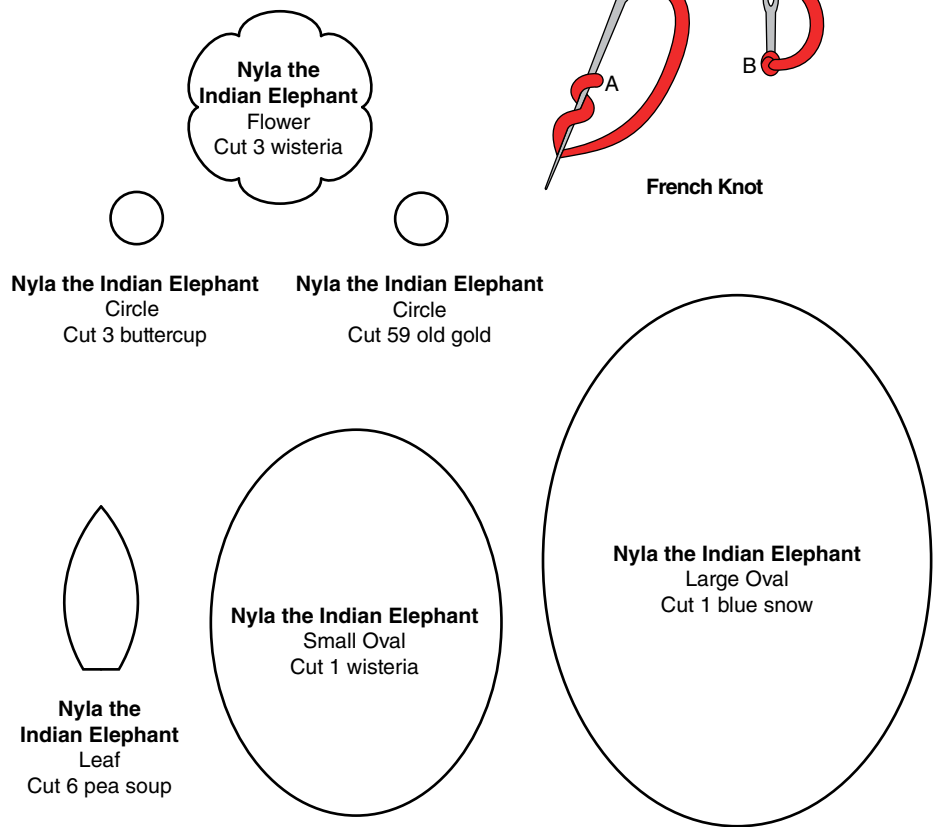 Nyla the
Indian Elephant
Flower
Cut 3 wisteria
A
B
French Knot
Nyla the Indian Elephant
Circle
Cut 3 buttercup
Nyla the Indian Elephant
Circle
Cut 59 old gold
Nyla the Indian Elephant
Large Oval
Cut 1 blue snow
Nyla the Indian Elephant
Small Oval
Cut 1 wisteria
Nyla the
Indian Elephant
Leaf
Cut 6 pea soup